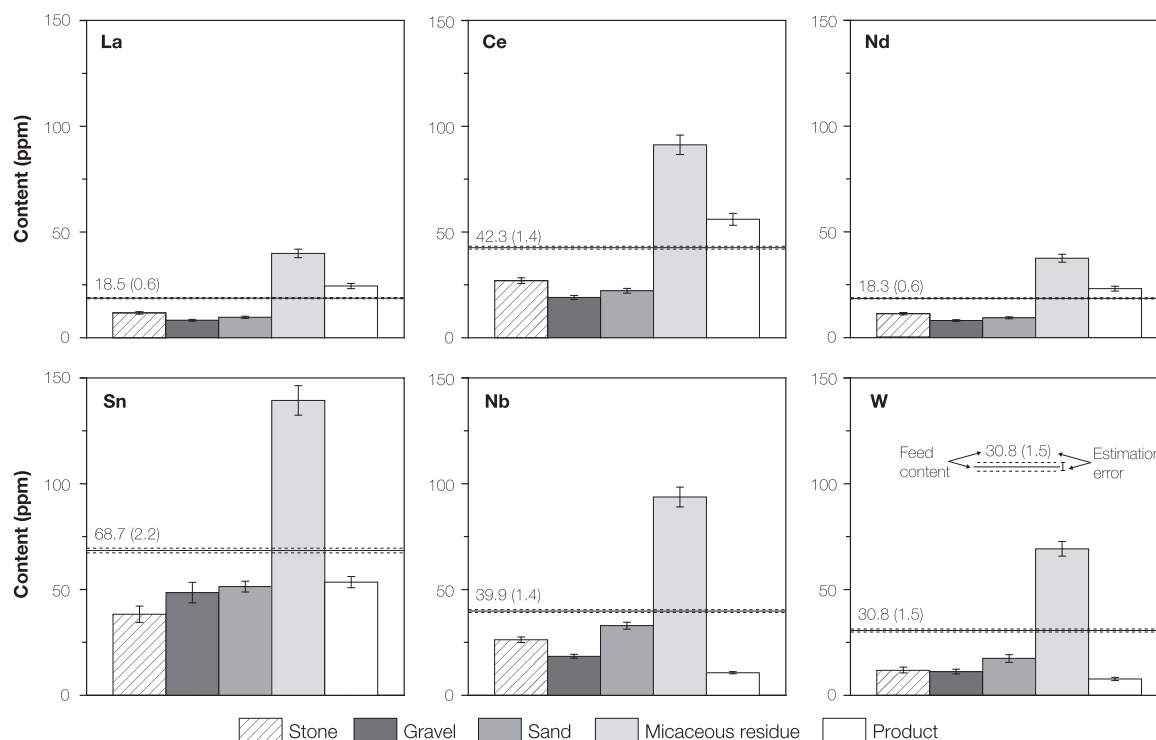 150
100
50
0
Content (ppm)
La
18.5 (0.6)
150
100
50
0
Ce
42.3 (1.4)
150
100
50
0
Nd
18.3 (0.6)
150
100
50
0
Content (ppm)
Sn
68.7 (2.2)
150
100
50
0
Nb
39.9 (1.4)
150
100
50
0
W
Feed
content
30.8 (1.5)
Estimation
error
30.8 (1.5)
Stone Gravel Sand Micaceous residue Product